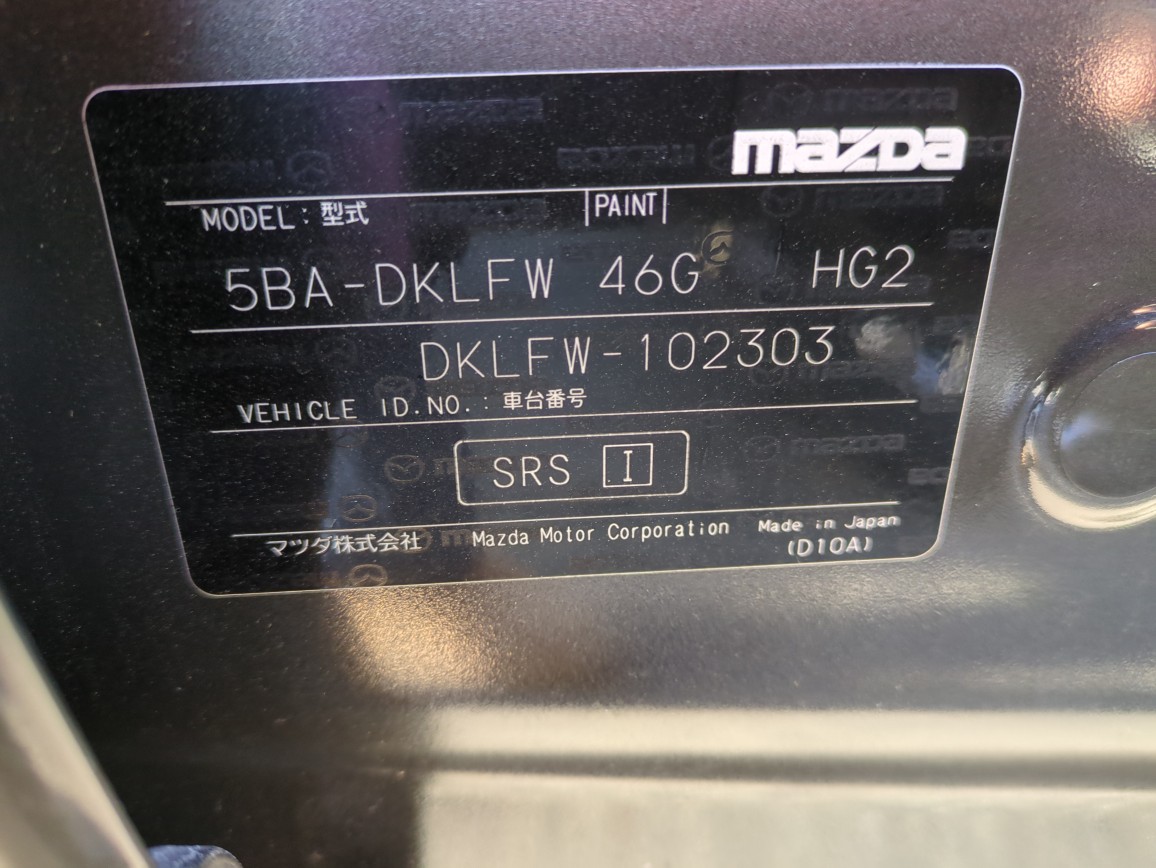 mazda
MODEL: 型式 PAINT
5BA-DKLFW 46G HG2
DKLFW-102303
VEHICLE ID.NO.: 車台番号
SRS I
マツダ株式会社 Mazda Motor Corporation Made in Japan
(D10A)